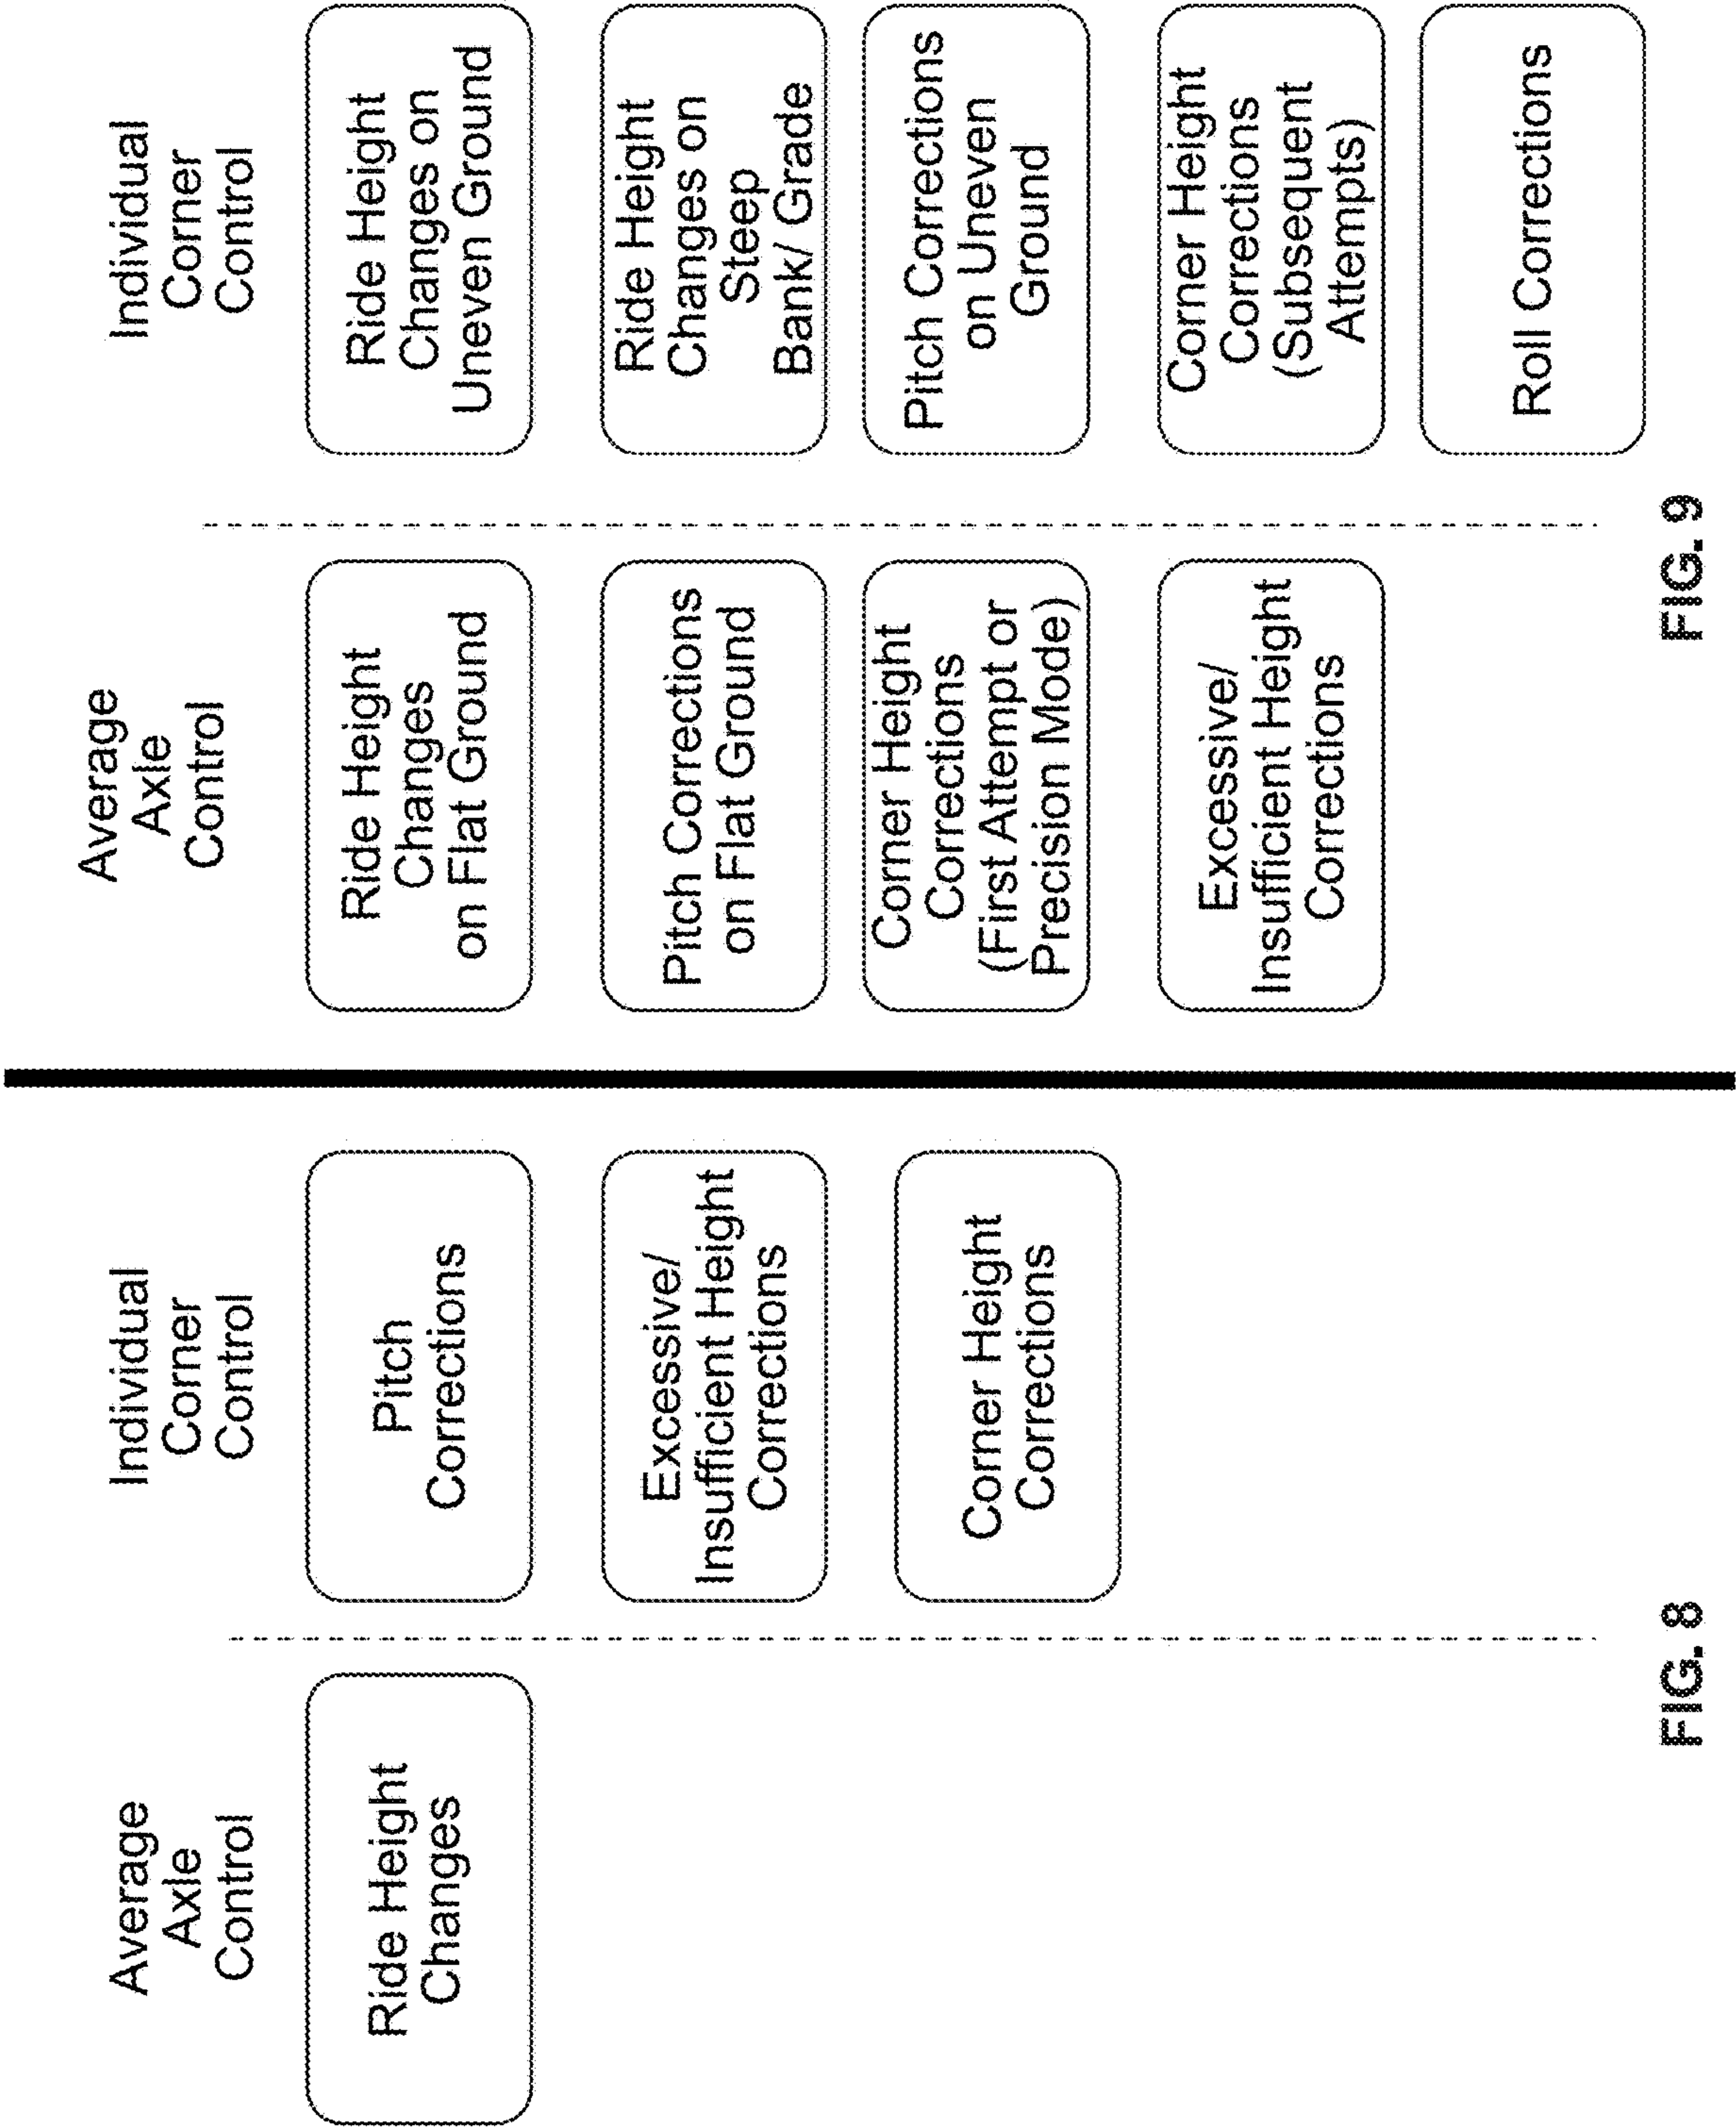 Average
Axle
Control
Ride Height
Changes
Individual
Corner
Control
Pitch
Corrections
Excessive/
Insufficient Height
Corrections
Corner Height
Corrections
FIG. 8
Average
Axle
Control
Ride Height
Changes
on Flat Ground
Pitch Corrections
on Flat Ground
Corner Height
Corrections
(First Attempt or
Precision Mode)
Excessive/
Insufficient Height
Corrections
Individual
Corner
Control
Ride Height
Changes on
Uneven Ground
Ride Height
Changes on
Steep
Bank/ Grade
Pitch Corrections
on Uneven
Ground
Corner Height
Corrections
(Subsequent
Attempts)
Roll Corrections
FIG. 9